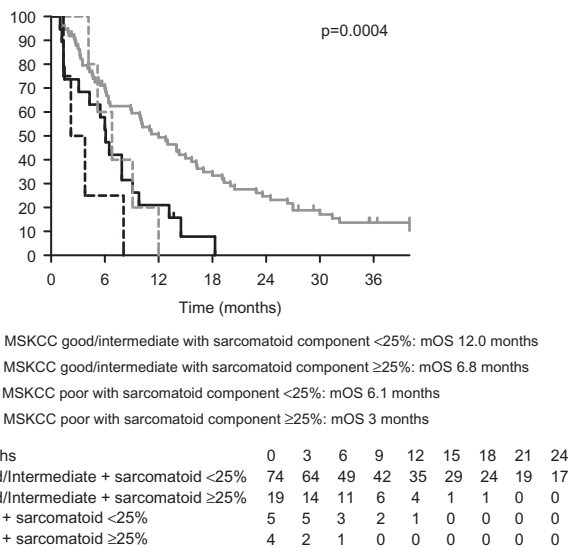 100
90
80
70
60
50
40
30
20
10
0
p=0.0004
0 6 12 18 24 30 36
Time (months)
MSKCC good/intermediate with sarcomatoid component <25%: mOS 12.0 months
MSKCC good/intermediate with sarcomatoid component ≥25%: mOS 6.8 months
MSKCC poor with sarcomatoid component <25%: mOS 6.1 months
MSKCC poor with sarcomatoid component ≥25%: mOS 3 months
hs 0 3 6 9 12 15 18 21 24
d/Intermediate + sarcomatoid <25% 74 64 49 42 35 29 24 19 17
d/Intermediate + sarcomatoid ≥25% 19 14 11 6 4 1 1 0 0
+ sarcomatoid <25% 5 5 3 2 1 0 0 0 0
+ sarcomatoid ≥25% 4 2 1 0 0 0 0 0 0